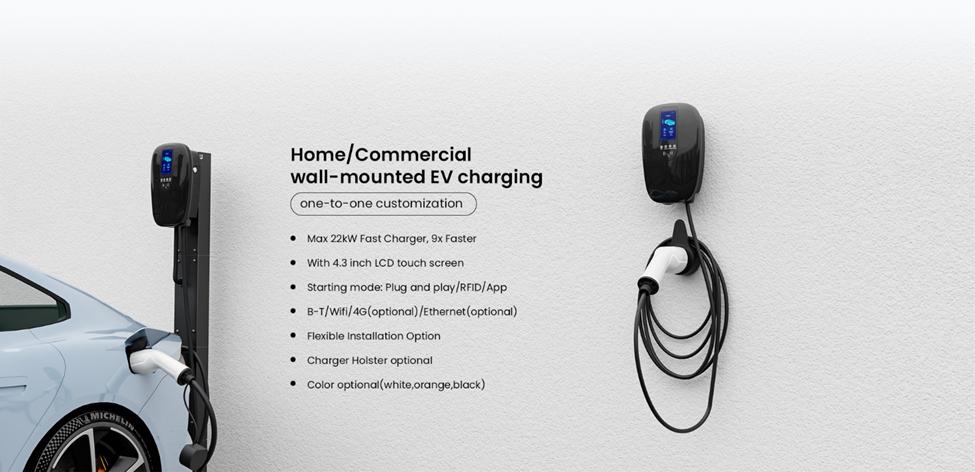 Home/Commercial
wall-mounted EV charging
one-to-one customization
Max 22kW Fast Charger, 9x Faster
With 4.3 inch LCD touch screen
Starting mode: Plug and play/RFID/App
B-T/Wifi/4G(optional)/Ethernet(optional)
Flexible Installation Option
Charger Holster optional
Color optional(white,orange,black)
MICHELIN